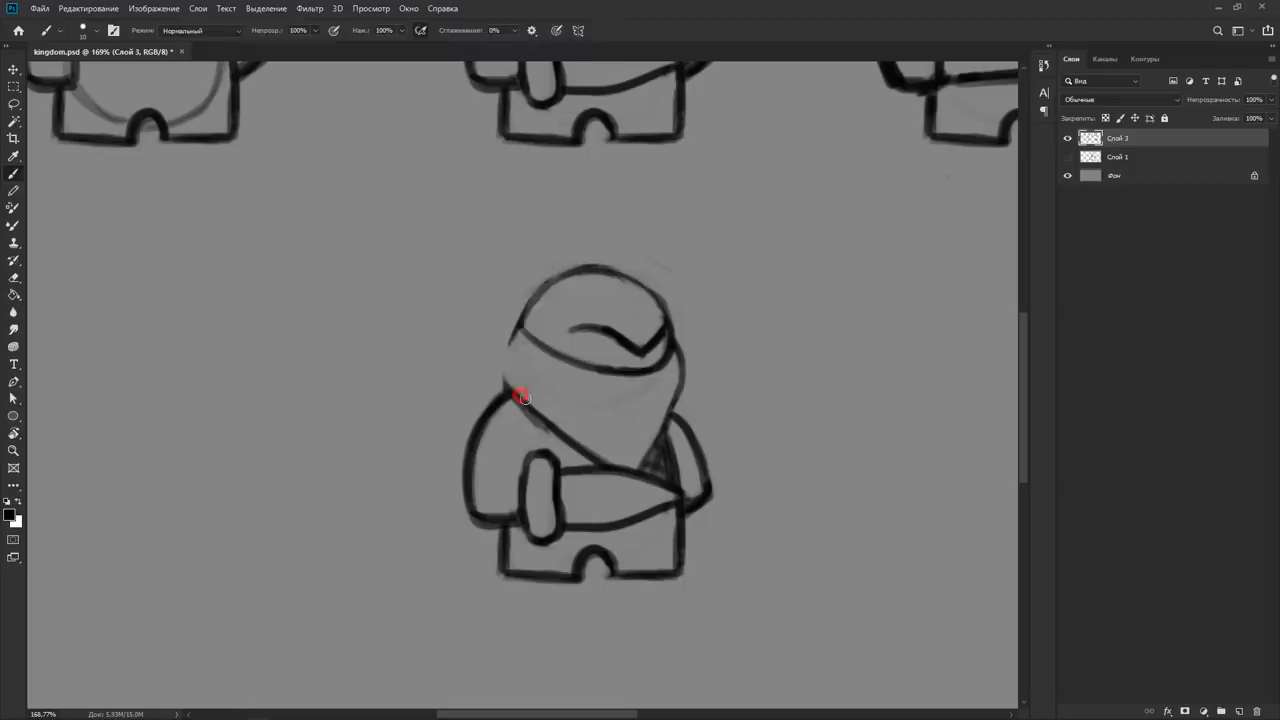 Ps Файл Редактирование Изображение Слои Текст Выделение Фильтр 3D Просмотр Окно Справка
10 Режим: Нормальный Непрозр.: 100% Наж.: 100% Сглаживание: 0%
kingdom.psd @ 169% (Слой 3, RGB/8) *
Слои Каналы Контуры
Вид
Обычные Непрозрачность: 100%
Закрепить: Заливка: 100%
Слой 3
Слой 1
Фон
168,77% Док: 5,93M/15,0M